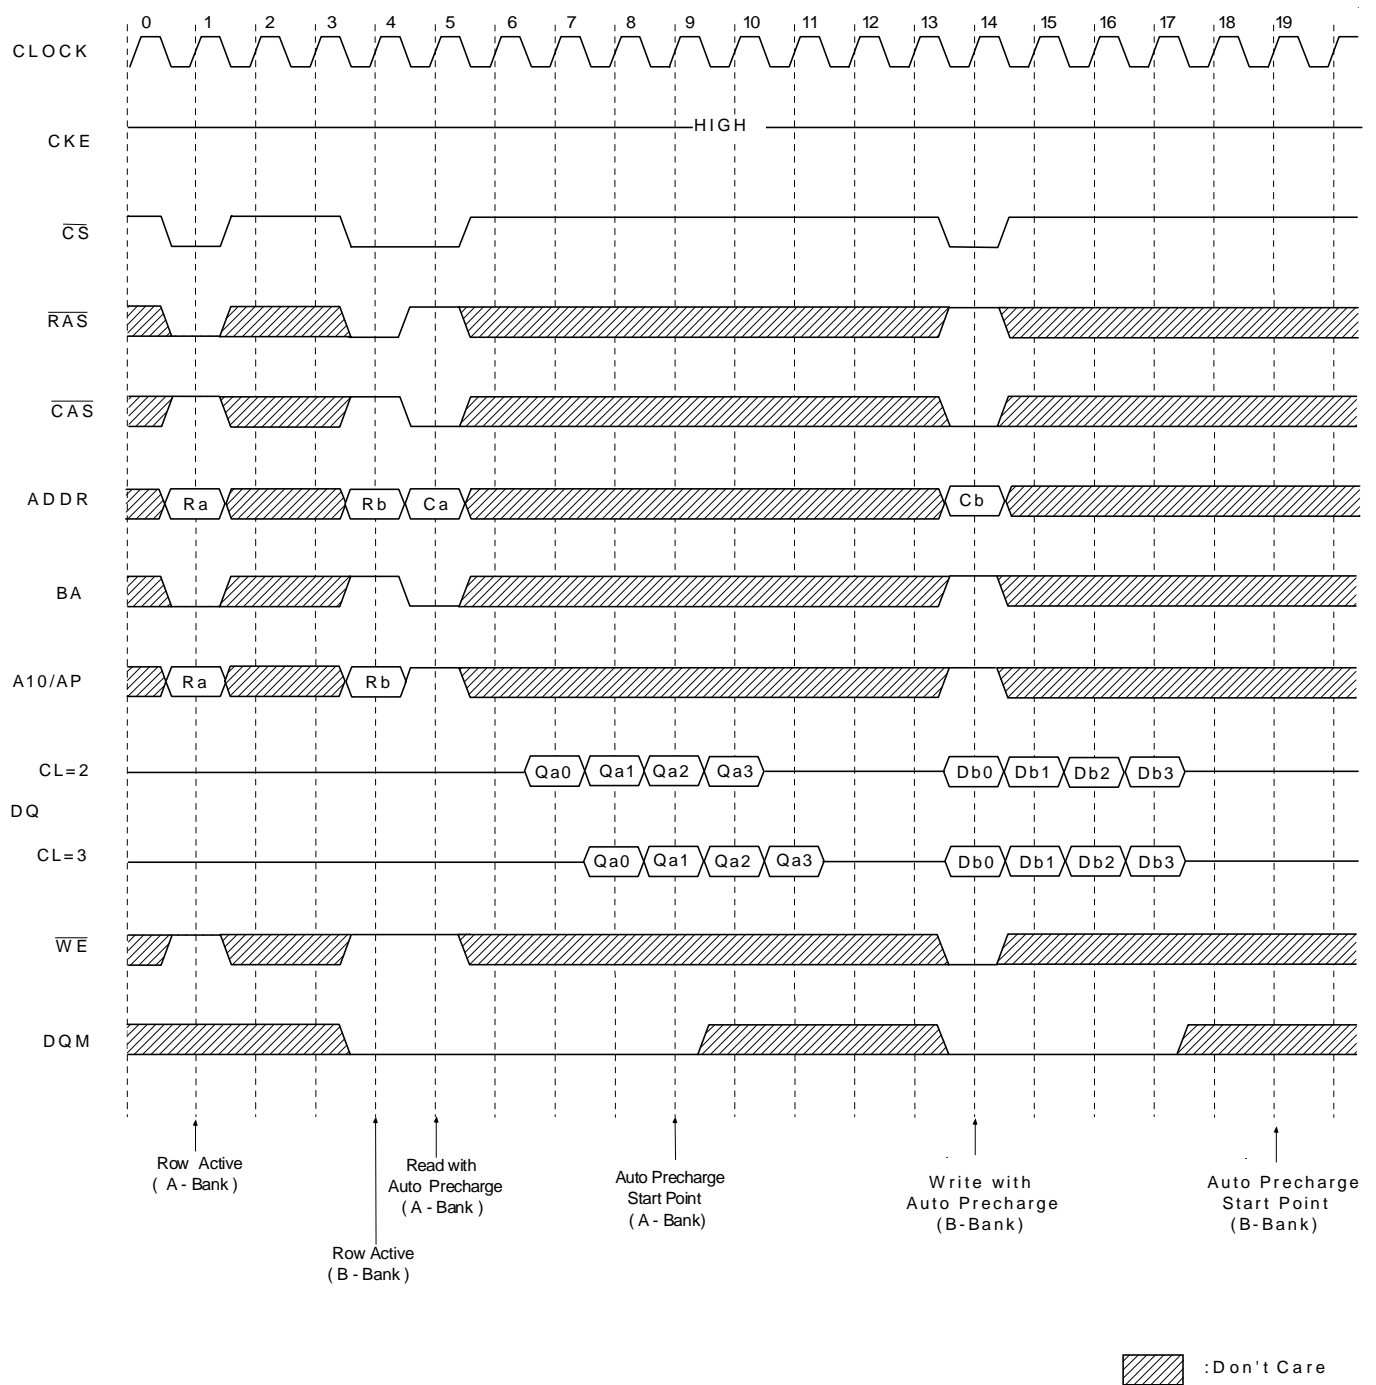 0 1 2 3 4 5 6 7 8 9 10 11 12 13 14 15 16 17 18 19
CLOCK
CKE
HIGH
CS
RAS
CAS
ADDR
Ra Rb Ca Cb
BA
A10/AP
Ra Rb
CL=2
Qa0 Qa1 Qa2 Qa3 Db0 Db1 Db2 Db3
DQ
CL=3
Qa0 Qa1 Qa2 Qa3 Db0 Db1 Db2 Db3
WE
DQM
Row Active
( A - Bank )
Row Active
( B - Bank )
Read with
Auto Precharge
( A - Bank )
Auto Precharge
Start Point
( A - Bank)
Write with
Auto Precharge
(B-Bank)
Auto Precharge
Start Point
(B-Bank)
:Don't Care